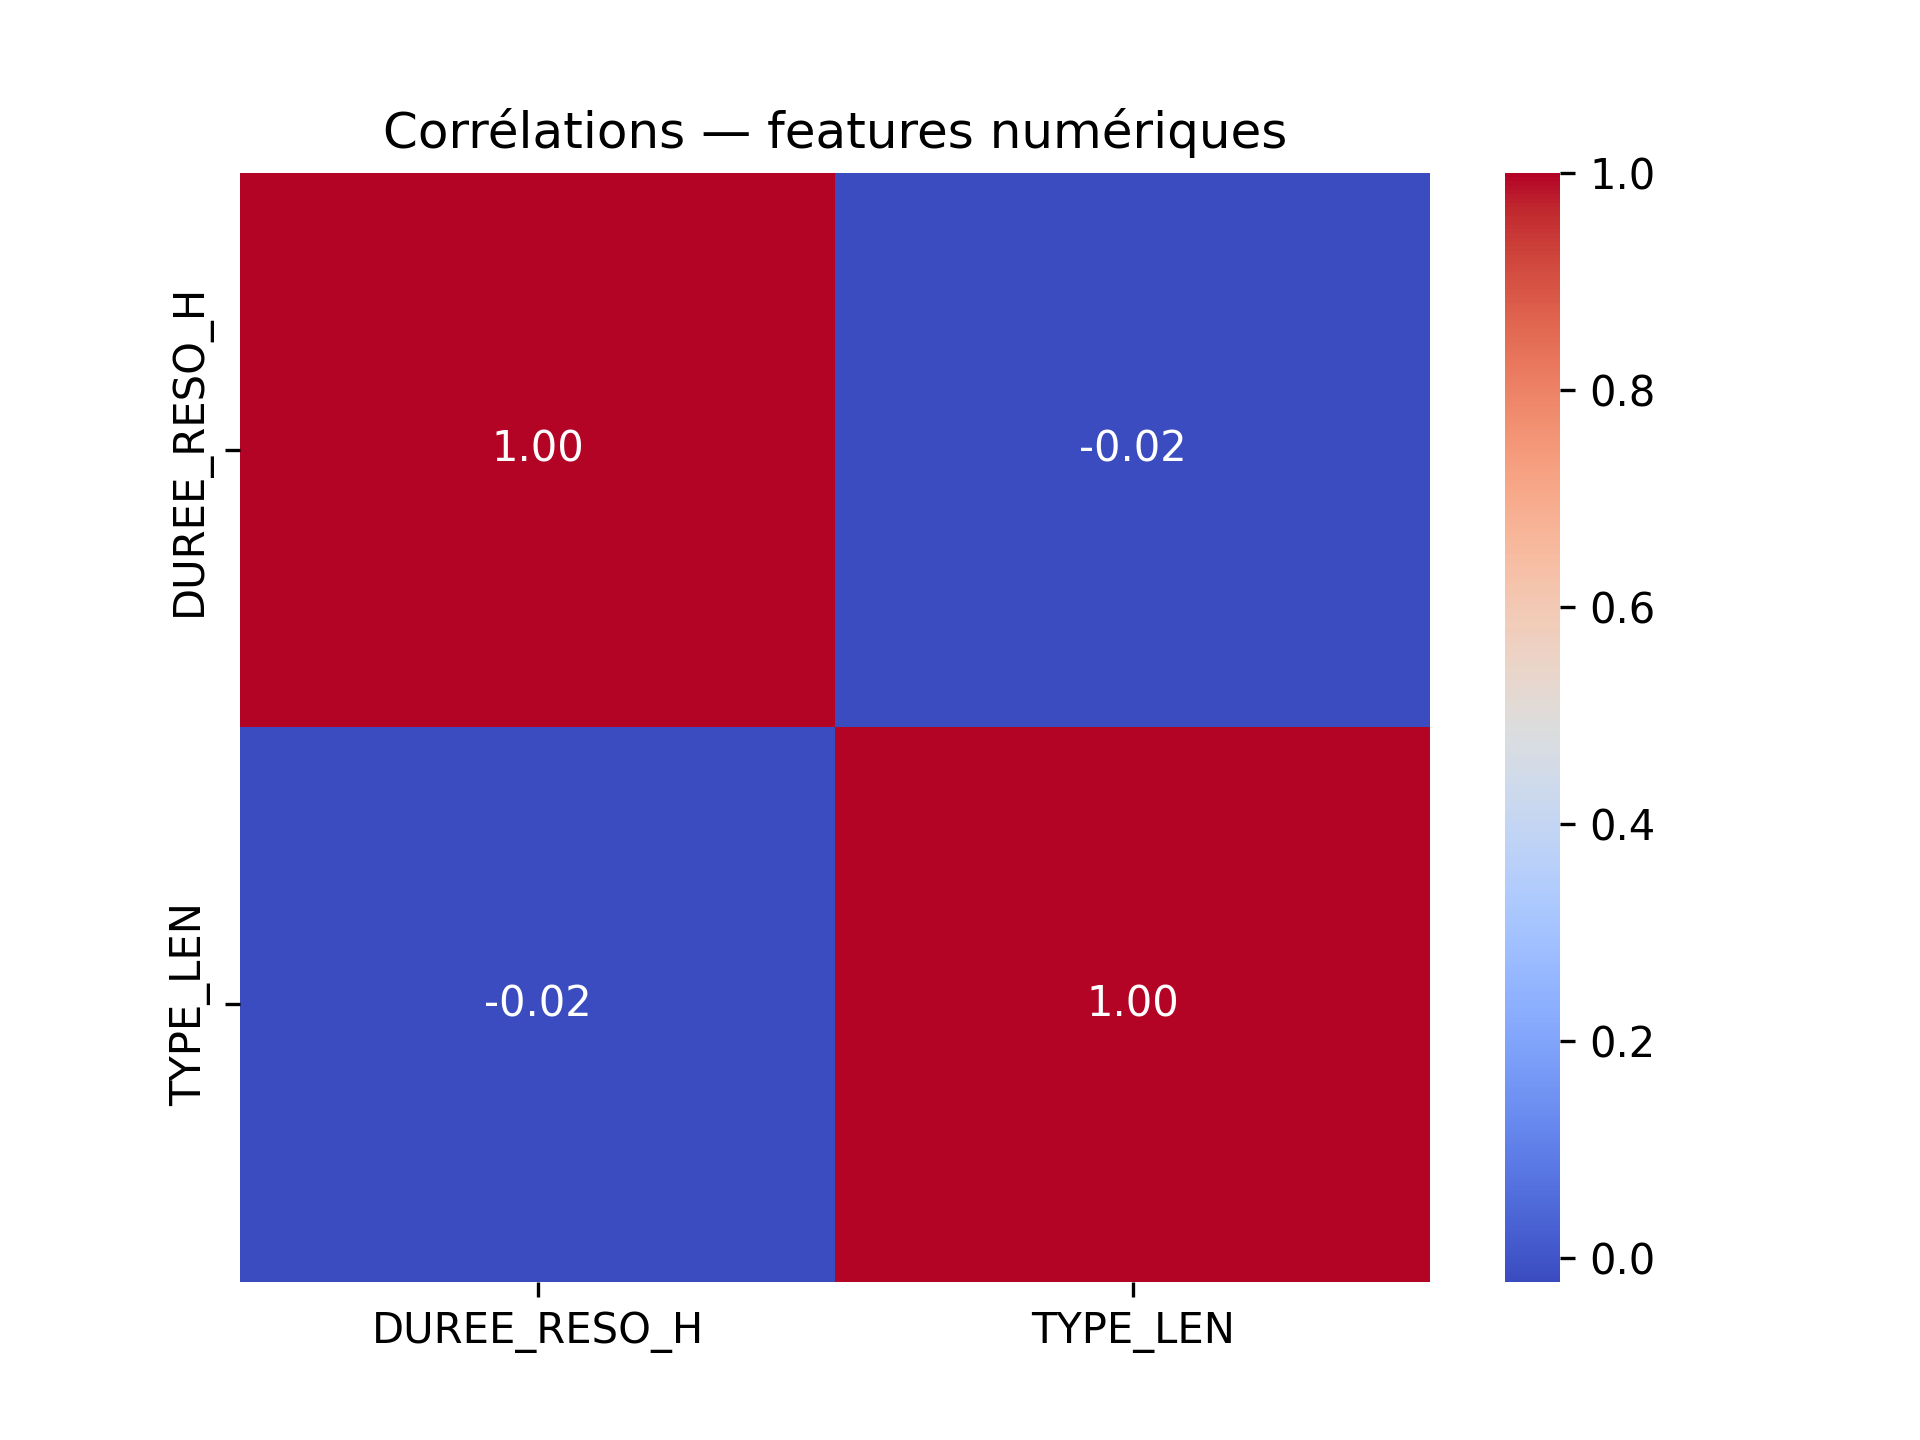 Corrélations — features numériques
DUREE_RESO_H
1.00
-0.02
TYPE_LEN
-0.02
1.00
DUREE_RESO_H
TYPE_LEN
1.0
0.8
0.6
0.4
0.2
0.0